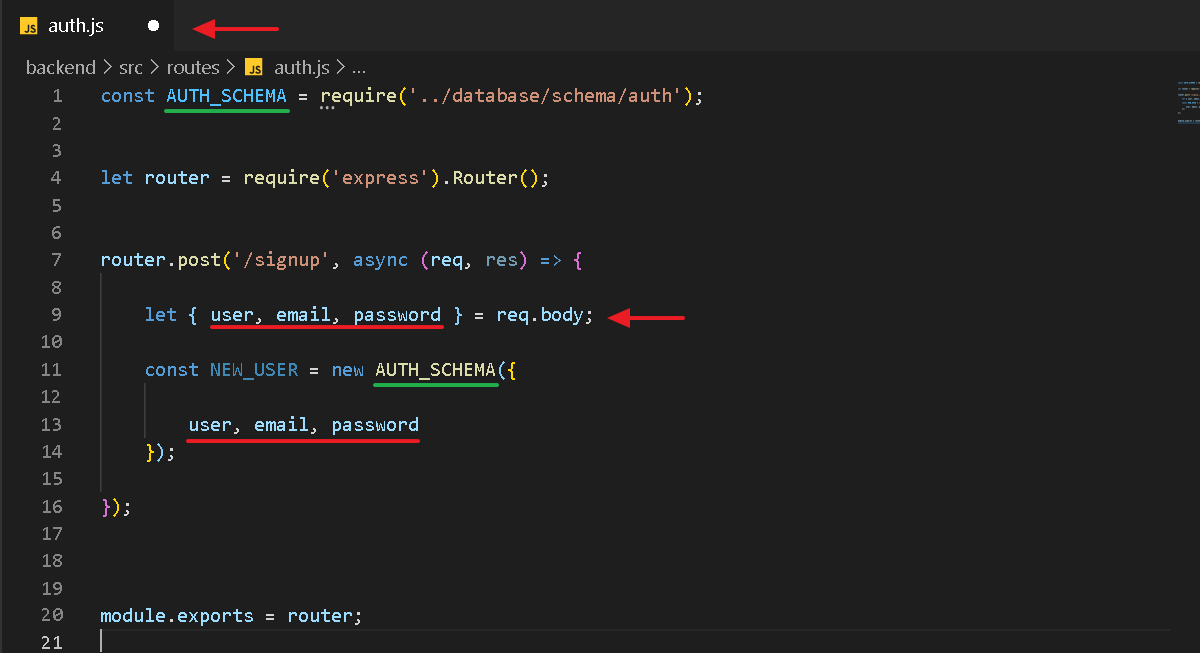 JS auth.js
backend > src > routes > JS auth.js > ...
1 const AUTH_SCHEMA = require('../database/schema/auth');
2
3
4 let router = require('express').Router();
5
6
7 router.post('/signup', async (req, res) => {
8
9 let { user, email, password } = req.body;
10
11 const NEW_USER = new AUTH_SCHEMA({
12
13 user, email, password
14 });
15
16 });
17
18
19
20 module.exports = router;
21